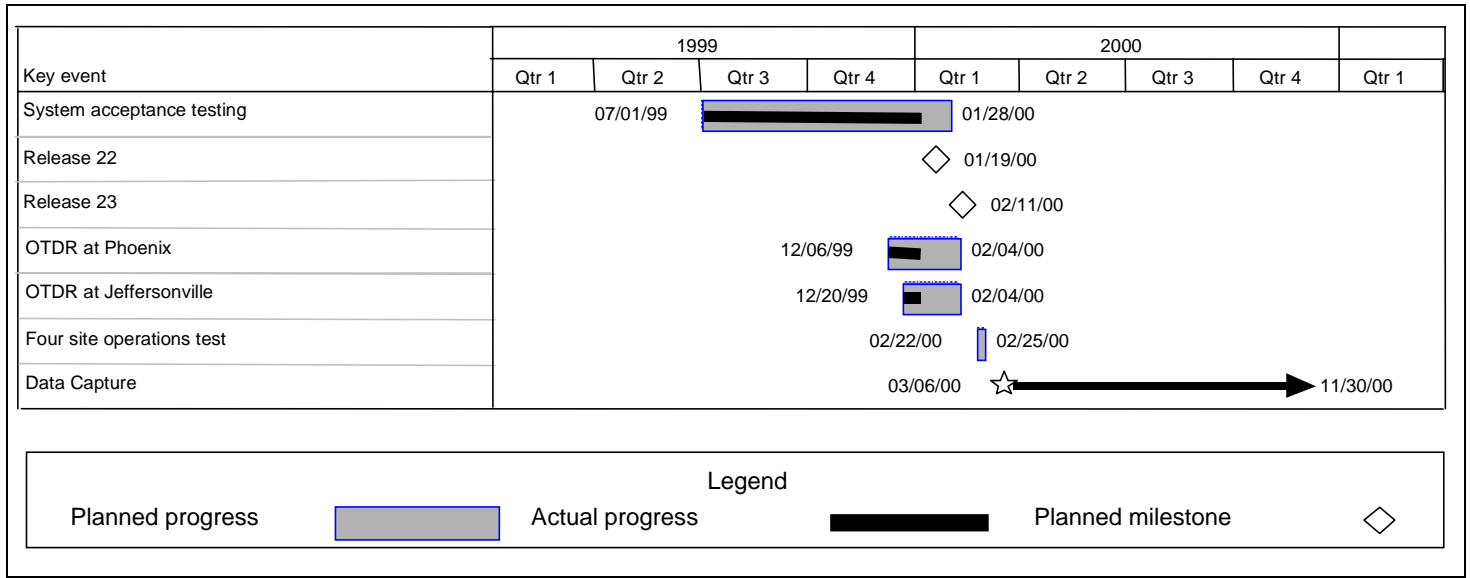 1999 2000
Key event Qtr 1 Qtr 2 Qtr 3 Qtr 4 Qtr 1 Qtr 2 Qtr 3 Qtr 4 Qtr 1
System acceptance testing 07/01/99 01/28/00
Release 22 01/19/00
Release 23 02/11/00
OTDR at Phoenix 12/06/99 02/04/00
OTDR at Jeffersonville 12/20/99 02/04/00
Four site operations test 02/22/00 02/25/00
Data Capture 03/06/00 11/30/00
Legend
Planned progress Actual progress Planned milestone